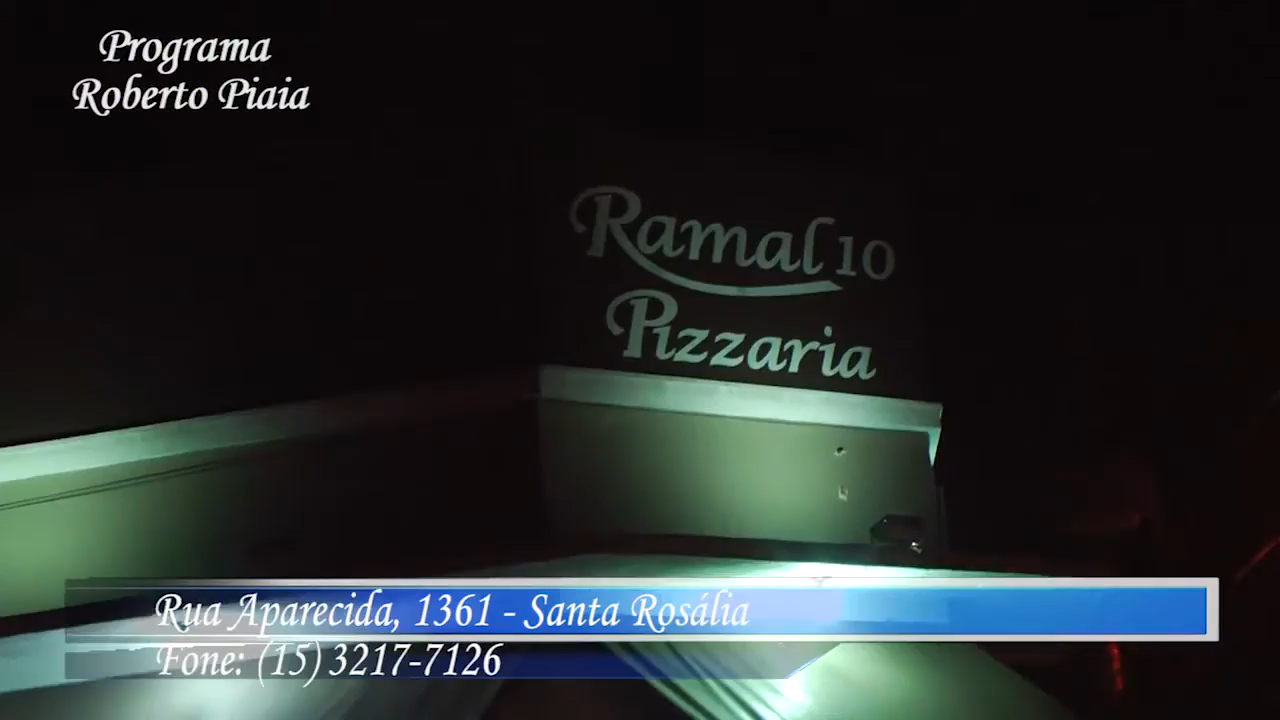 Programa
Roberto Piaia
Ramal 10
Pizzaria
Rua Aparecida, 1361 - Santa Rosália
Fone: (15) 3217-7126